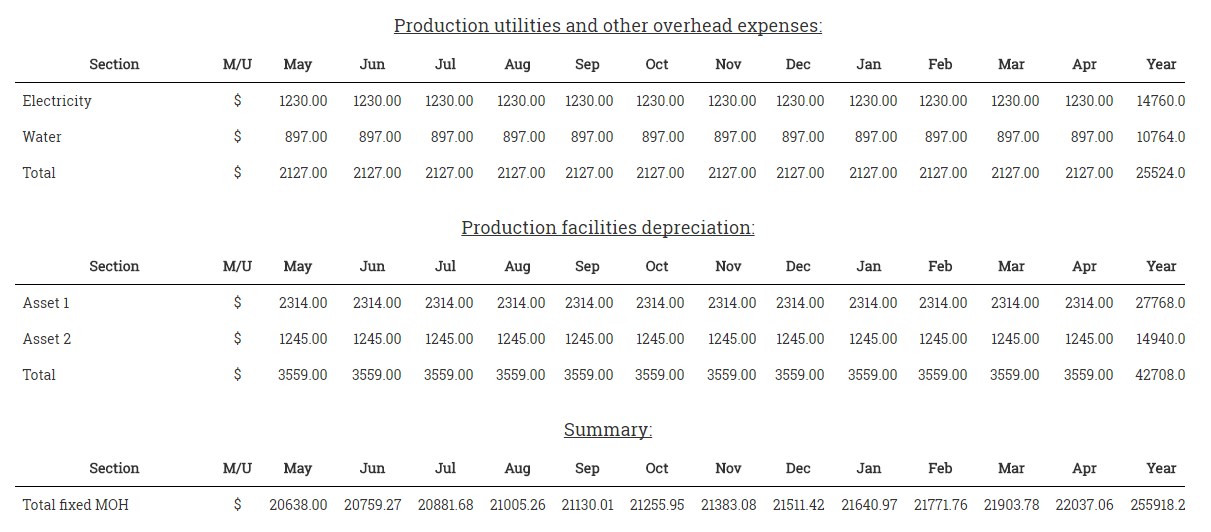 Production utilities and other overhead expenses:
Section M/U May Jun Jul Aug Sep Oct Nov Dec Jan Feb Mar Apr Year
Electricity $ 1230.00 1230.00 1230.00 1230.00 1230.00 1230.00 1230.00 1230.00 1230.00 1230.00 1230.00 1230.00 14760.0
Water $ 897.00 897.00 897.00 897.00 897.00 897.00 897.00 897.00 897.00 897.00 897.00 897.00 10764.0
Total $ 2127.00 2127.00 2127.00 2127.00 2127.00 2127.00 2127.00 2127.00 2127.00 2127.00 2127.00 2127.00 25524.0
Production facilities depreciation:
Section M/U May Jun Jul Aug Sep Oct Nov Dec Jan Feb Mar Apr Year
Asset 1 $ 2314.00 2314.00 2314.00 2314.00 2314.00 2314.00 2314.00 2314.00 2314.00 2314.00 2314.00 2314.00 27768.0
Asset 2 $ 1245.00 1245.00 1245.00 1245.00 1245.00 1245.00 1245.00 1245.00 1245.00 1245.00 1245.00 1245.00 14940.0
Total $ 3559.00 3559.00 3559.00 3559.00 3559.00 3559.00 3559.00 3559.00 3559.00 3559.00 3559.00 3559.00 42708.0
Summary:
Section M/U May Jun Jul Aug Sep Oct Nov Dec Jan Feb Mar Apr Year
Total fixed MOH $ 20638.00 20759.27 20881.68 21005.26 21130.01 21255.95 21383.08 21511.42 21640.97 21771.76 21903.78 22037.06 255918.2